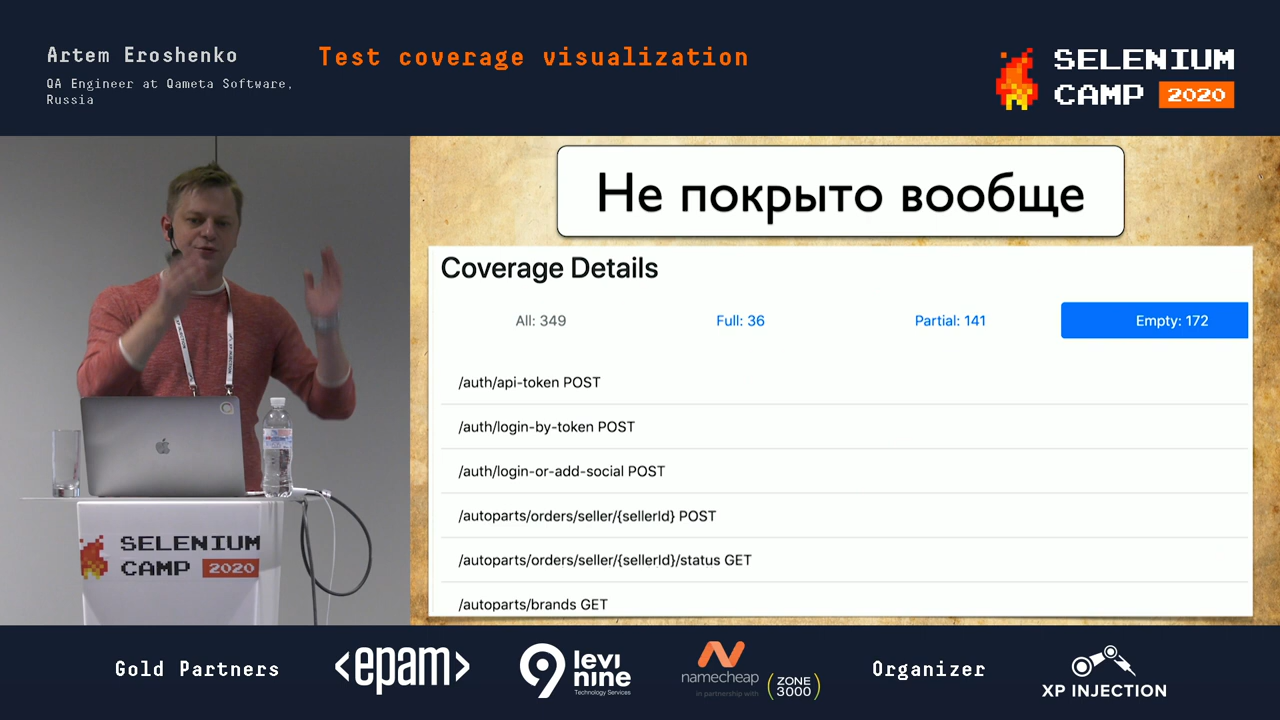 Artem Eroshenko
QA Engineer at Qameta Software,
Russia
Test coverage visualization
SELENIUM
CAMP 2020
Не покрыто вообще
Coverage Details
All: 349 Full: 36 Partial: 141 Empty: 172
/auth/api-token POST
/auth/login-by-token POST
/auth/login-or-add-social POST
/autoparts/orders/seller/{sellerId} POST
/autoparts/orders/seller/{sellerId}/status GET
/autoparts/brands GET
SELENIUM
CAMP 2020
Gold Partners
<epam>
9 levi
nine
Technology Services
namecheap
in partnership with
ZONE
3000
Organizer
XP INJECTION